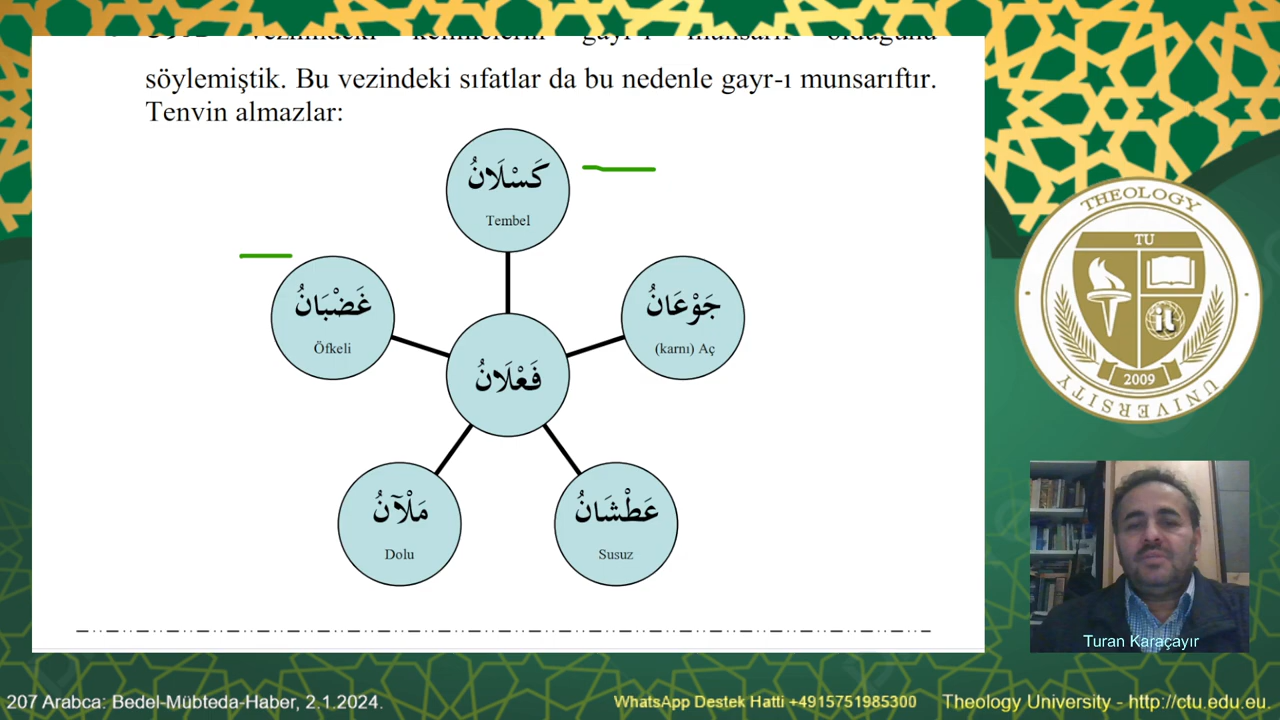 söylemiştik. Bu vezindeki sıfatlar da bu nedenle gayr-ı munsarıftır.
Tenvin almazlar:
كَسْلَانُ
Tembel
غَضْبَانُ
Öfkeli
جَوْعَانُ
(karnı) Aç
فَعْلَانُ
مَلْآنُ
Dolu
عَطْشَانُ
Susuz
THEOLOGY
TU
2009
UNIVERSITY
Turan Karaçayır
207 Arabca: Bedel-Mübteda-Haber, 2.1.2024.
WhatsApp Destek Hatti +4915751985300
Theology University - http://ctu.edu.eu.